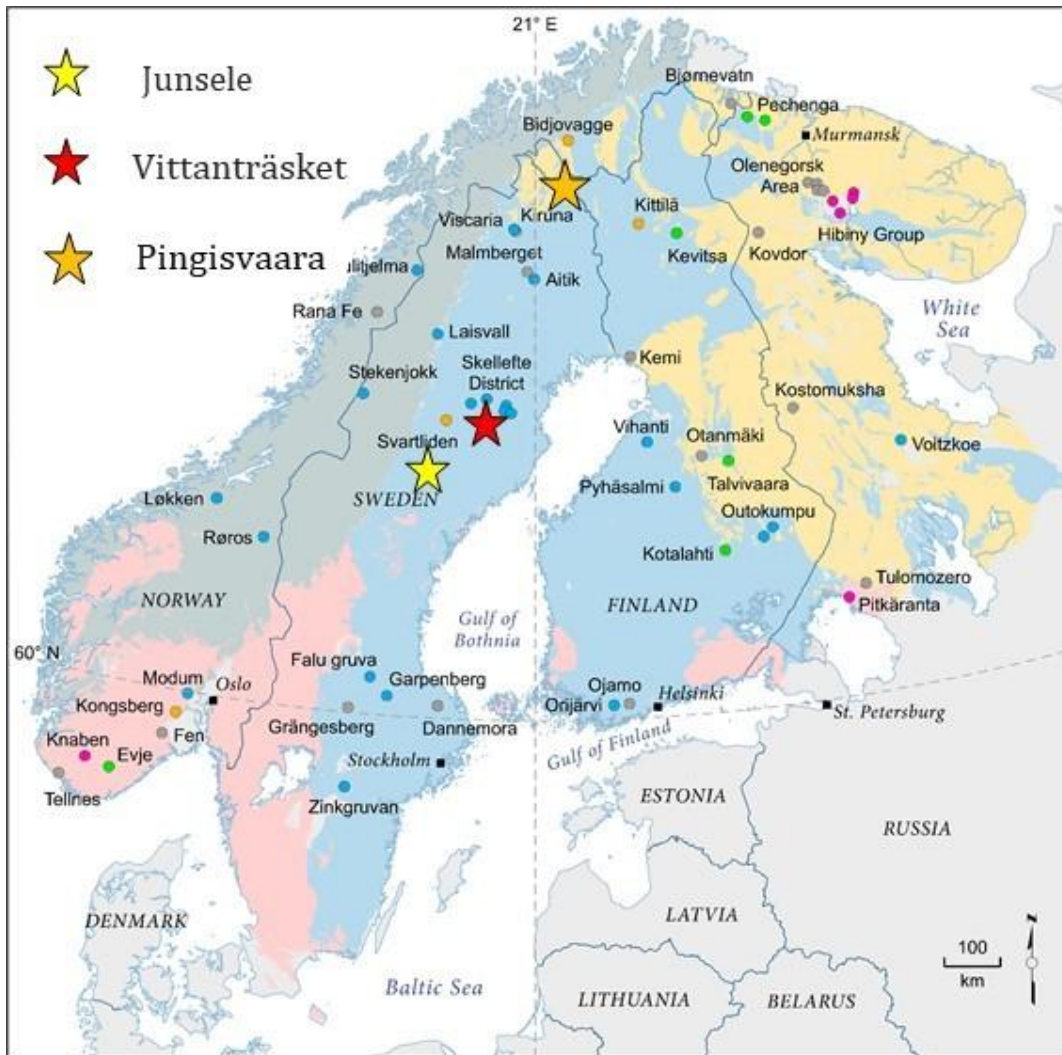 21° E
Junsele
Vittanträsket
Pingisvaara
Bjørnevatn
Pechenga
Murmansk
Bidjovagge
Olenegorsk
Area
Hibiny Group
Kittilä
Kiruna
Viscaria
Malmberget
Kevitsa
Kovdor
ulitjelma
Aitik
Rana Fe
White
Sea
Laisvall
Kemi
Skellefte
District
Stekenjokk
Kostomuksha
Svartliden
Vihanti
Otanmäki
Voitzkoe
Talvivaara
SWEDEN
Pyhäsalmi
Løkken
Outokumpu
Røros
Kotalahti
Tulomozero
NORWAY
Gulf of
Bothnia
FINLAND
Pitkäranta
60° N
Falu gruva
Modum
Oslo
Garpenberg
Ojamo
Helsinki
Orijärvi
St. Petersburg
Kongsberg
Grängesberg
Dannemora
Fen
Knaben
Evje
Gulf of Finland
Stockholm
Tellnes
Zinkgruvan
ESTONIA
RUSSIA
DENMARK
LATVIA
N
100
km
Baltic Sea
LITHUANIA
BELARUS